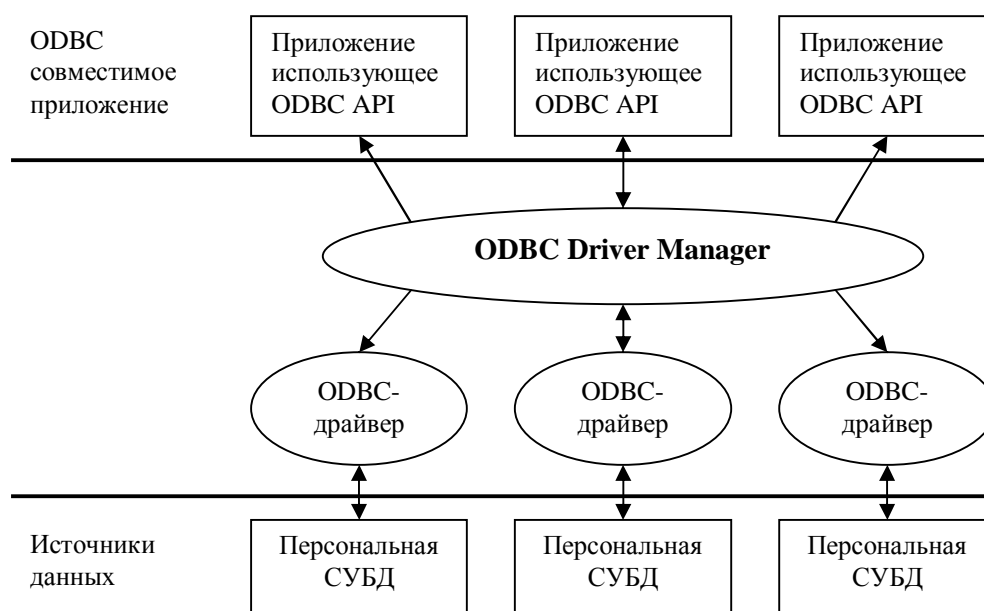 ODBC
совместимое
приложение
Приложение
использующее
ODBC API
Приложение
использующее
ODBC API
Приложение
использующее
ODBC API
ODBC Driver Manager
ODBC-
драйвер
ODBC-
драйвер
ODBC-
драйвер
Источники
данных
Персональная
СУБД
Персональная
СУБД
Персональная
СУБД